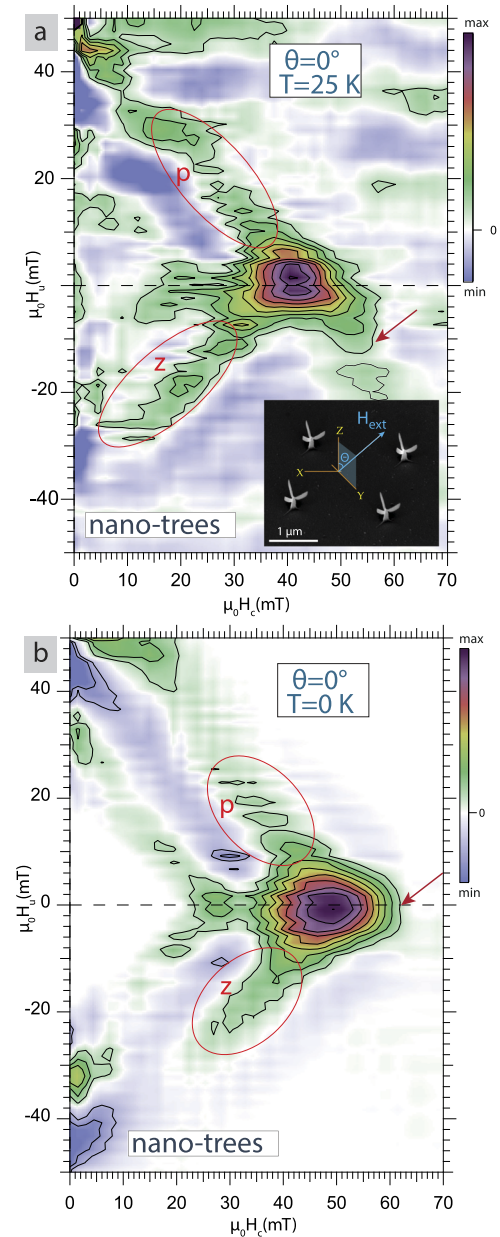 a
max
40
θ=0°
T=25 K
20
p
0
0
μ0Hu(mT)
min
z
-20
Z
Hext
Θ
X
Y
-40
nano-trees
1 μm
0 10 20 30 40 50 60 70
μ0Hc(mT)
b
max
40
θ=0°
T=0 K
20
p
0
μ0Hu(mT)
0
min
z
-20
-40
nano-trees
0 10 20 30 40 50 60 70
μ0Hc(mT)